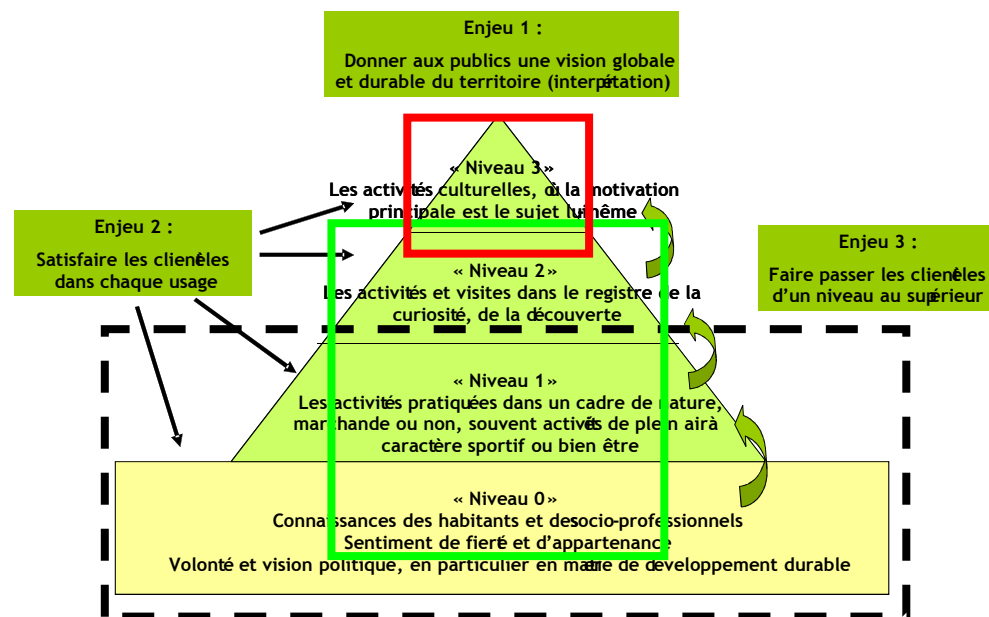 Enjeu 1 :
Donner aux publics une vision globale
et durable du territoire (interprétation)
« Niveau 3 »
Les activités culturelles, où la motivation
principale est le sujet lui-même
Enjeu 2 :
Satisfaire les clientèles
dans chaque usage
Enjeu 3 :
Faire passer les clientèles
d'un niveau au supérieur
« Niveau 2 »
Les activités et visites dans le registre de la
curiosité, de la découverte
« Niveau 1 »
Les activités pratiquées dans un cadre de nature,
marchande ou non, souvent activités de plein air à
caractère sportif ou bien être
« Niveau 0 »
Connaissances des habitants et des socio-professionnels
Sentiment de fierté et d'appartenance
Volonté et vision politique, en particulier en matière de développement durable